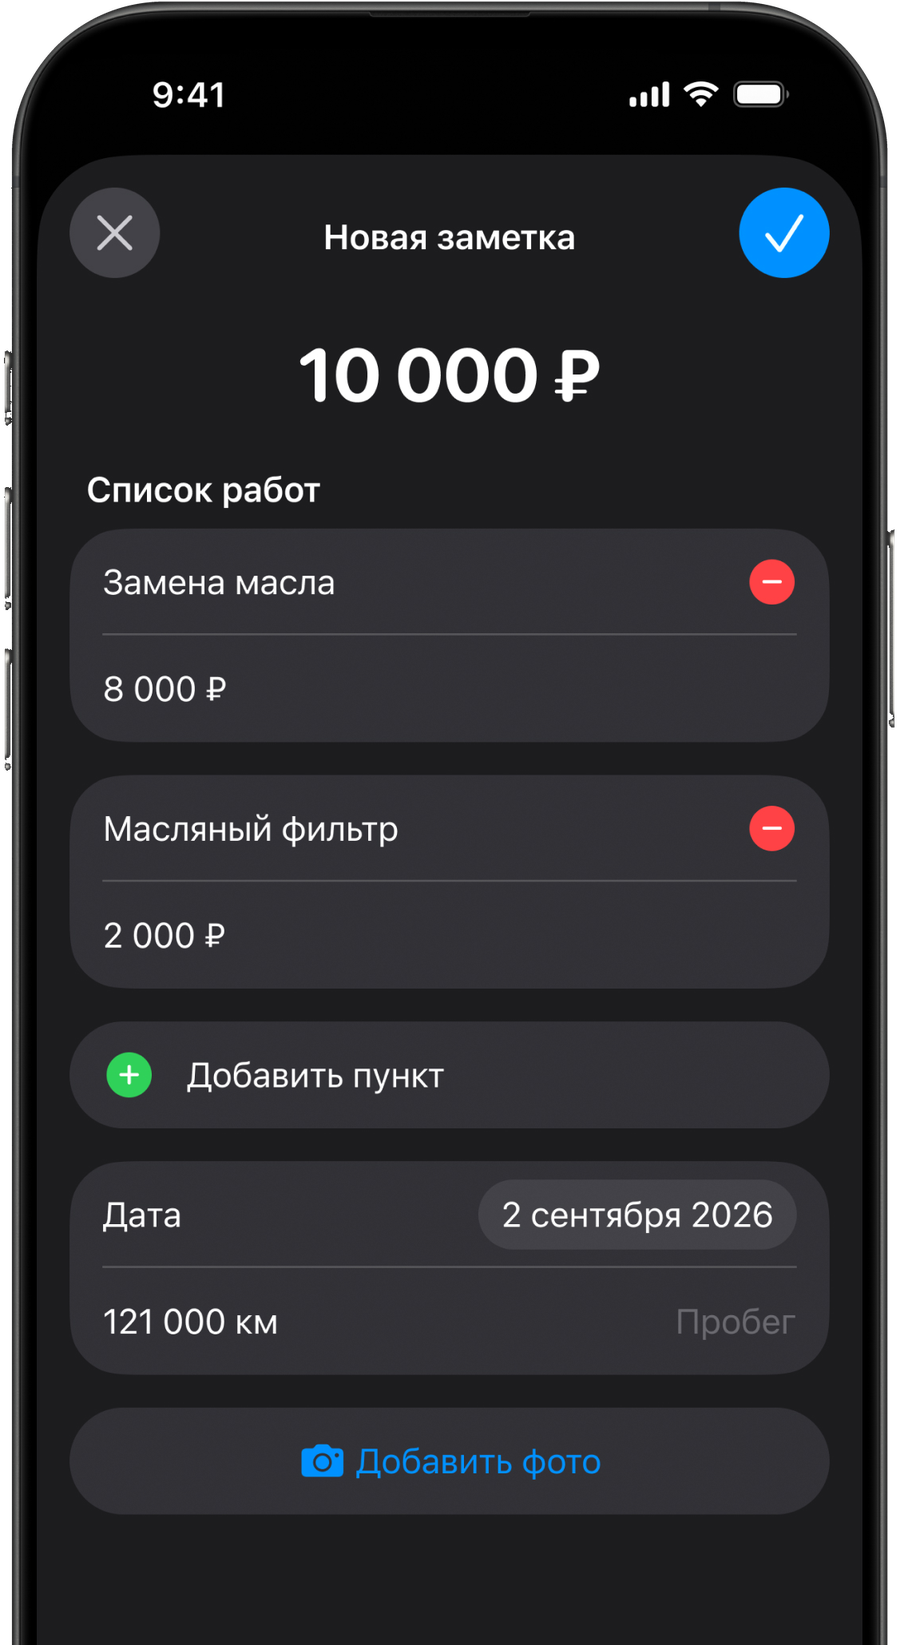 9:41
Новая заметка
10 000 ₽
Список работ
Замена масла
8 000 ₽
Масляный фильтр
2 000 ₽
Добавить пункт
Дата
2 сентября 2026
121 000 км
Пробег
Добавить фото